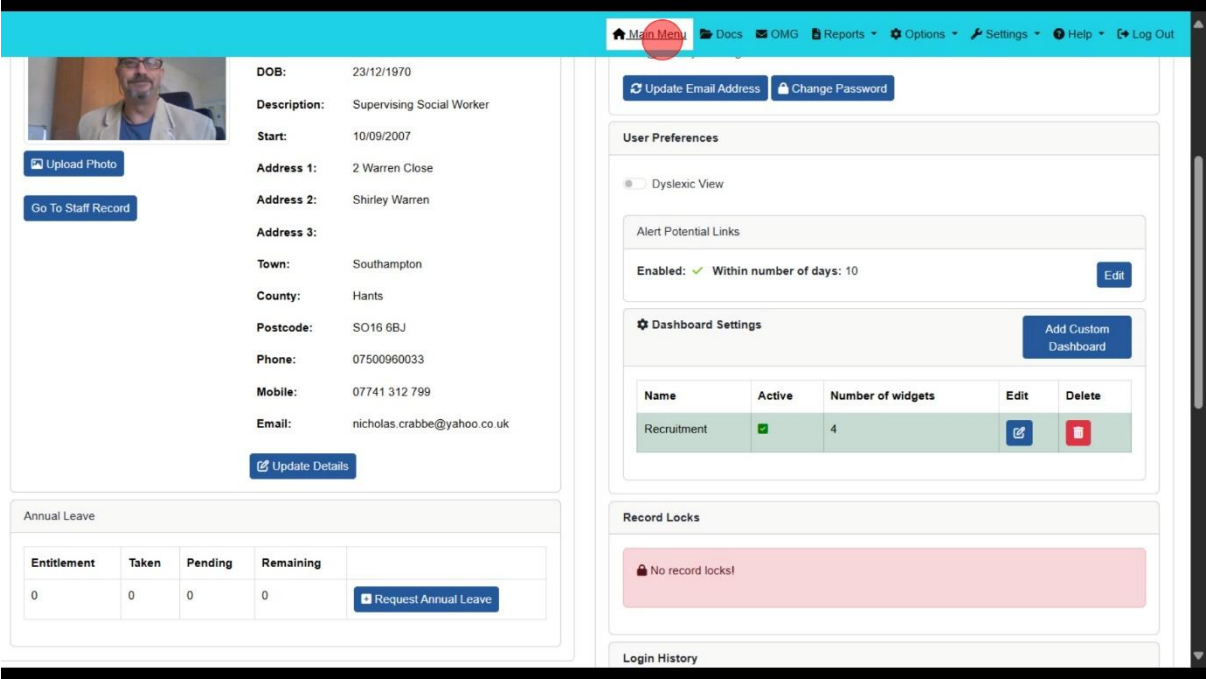 Main Menu Docs OMG Reports Options Settings Help Log Out
DOB: 23/12/1970
Description: Supervising Social Worker
Start: 10/09/2007
Address 1: 2 Warren Close
Address 2: Shirley Warren
Address 3:
Town: Southampton
County: Hants
Postcode: SO16 6BJ
Phone: 07500960033
Mobile: 07741 312 799
Email: nicholas.crabbe@yahoo.co.uk
Upload Photo
Go To Staff Record
Update Details
Annual Leave
Entitlement Taken Pending Remaining
0 0 0 0 Request Annual Leave
Update Email Address Change Password
User Preferences
Dyslexic View
Alert Potential Links
Enabled: Within number of days: 10 Edit
Dashboard Settings
Add Custom
Dashboard
Name Active Number of widgets Edit Delete
Recruitment 4
Record Locks
No record locks!
Login History